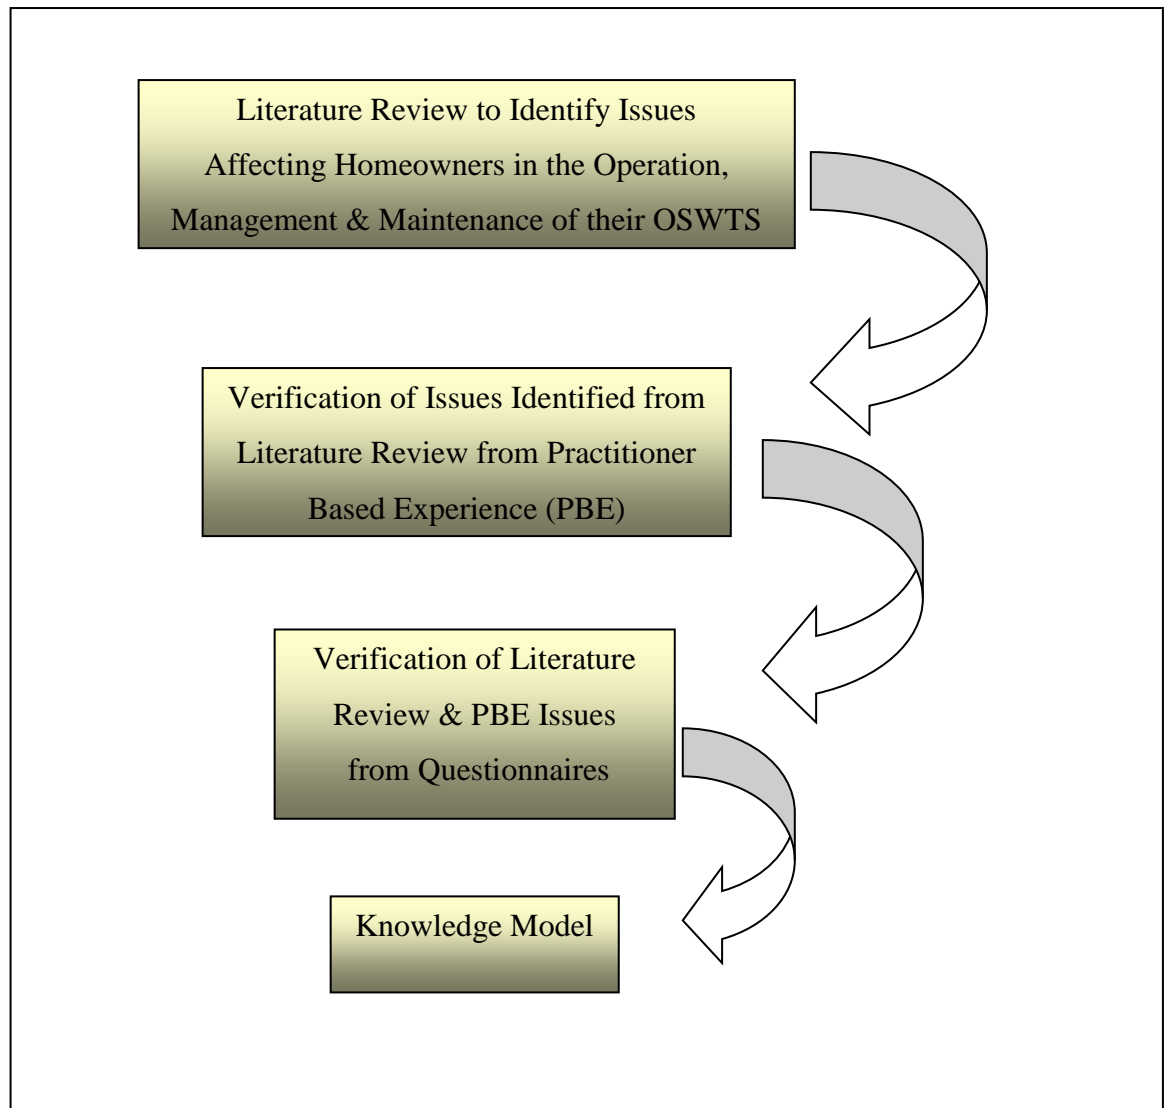 Literature Review to Identify Issues
Affecting Homeowners in the Operation,
Management & Maintenance of their OSWTS
Verification of Issues Identified from
Literature Review from Practitioner
Based Experience (PBE)
Verification of Literature
Review & PBE Issues
from Questionnaires
Knowledge Model